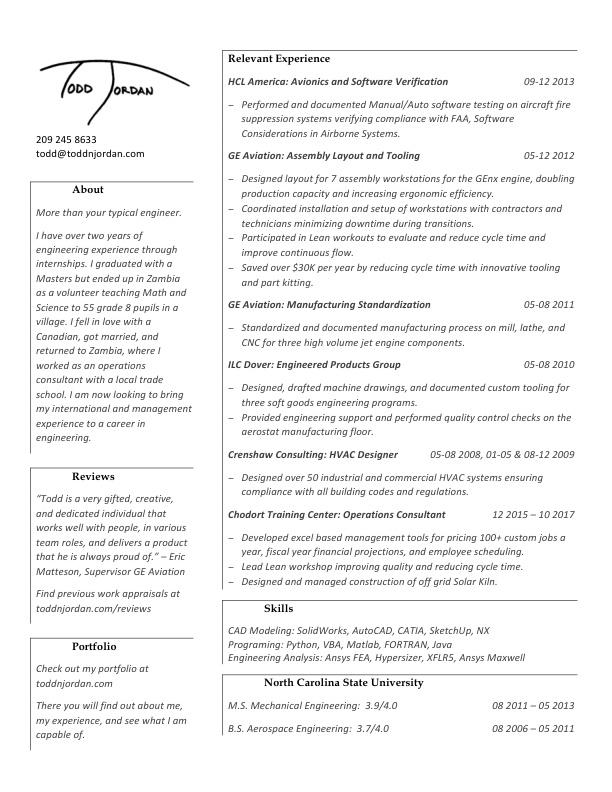 TODD JORDAN
209 245 8633
todd@toddnjordan.com
About
More than your typical engineer.
I have over two years of
engineering experience through
internships. I graduated with a
Masters but ended up in Zambia
as a volunteer teaching Math and
Science to 55 grade 8 pupils in a
village. I fell in love with a
Canadian, got married, and
returned to Zambia, where I
worked as an operations
consultant with a local trade
school. I am now looking to bring
my international and management
experience to a career in
engineering.
Reviews
“Todd is a very gifted, creative,
and dedicated individual that
works well with people, in various
team roles, and delivers a product
that he is always proud of.” – Eric
Matteson, Supervisor GE Aviation
Find previous work appraisals at
toddnjordan.com/reviews
Portfolio
Check out my portfolio at
toddnjordan.com
There you will find out about me,
my experience, and see what I am
capable of.
Relevant Experience
HCL America: Avionics and Software Verification 09-12 2013
– Performed and documented Manual/Auto software testing on aircraft fire
suppression systems verifying compliance with FAA, Software
Considerations in Airborne Systems.
GE Aviation: Assembly Layout and Tooling 05-12 2012
– Designed layout for 7 assembly workstations for the GEnx engine, doubling
production capacity and increasing ergonomic efficiency.
– Coordinated installation and setup of workstations with contractors and
technicians minimizing downtime during transitions.
– Participated in Lean workouts to evaluate and reduce cycle time and
improve continuous flow.
– Saved over $30K per year by reducing cycle time with innovative tooling
and part kitting.
GE Aviation: Manufacturing Standardization 05-08 2011
– Standardized and documented manufacturing process on mill, lathe, and
CNC for three high volume jet engine components.
ILC Dover: Engineered Products Group 05-08 2010
– Designed, drafted machine drawings, and documented custom tooling for
three soft goods engineering programs.
– Provided engineering support and performed quality control checks on the
aerostat manufacturing floor.
Crenshaw Consulting: HVAC Designer 05-08 2008, 01-05 & 08-12 2009
– Designed over 50 industrial and commercial HVAC systems ensuring
compliance with all building codes and regulations.
Chodort Training Center: Operations Consultant 12 2015 – 10 2017
– Developed excel based management tools for pricing 100+ custom jobs a
year, fiscal year financial projections, and employee scheduling.
– Lead Lean workshop improving quality and reducing cycle time.
– Designed and managed construction of off grid Solar Kiln.
Skills
CAD Modeling: SolidWorks, AutoCAD, CATIA, SketchUp, NX
Programing: Python, VBA, Matlab, FORTRAN, Java
Engineering Analysis: Ansys FEA, Hypersizer, XFLR5, Ansys Maxwell
North Carolina State University
M.S. Mechanical Engineering: 3.9/4.0 08 2011 – 05 2013
B.S. Aerospace Engineering: 3.7/4.0 08 2006 – 05 2011